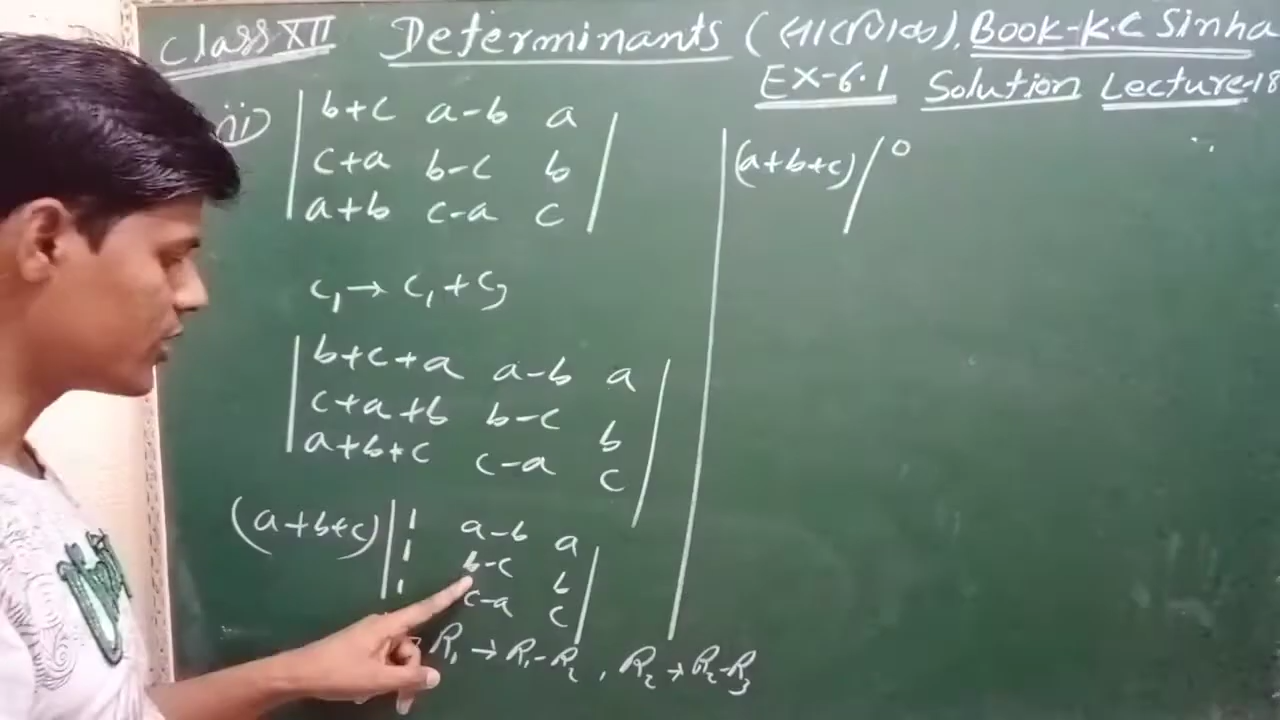 Class XII Determinants (सारणिक), Book-K.C Sinha
EX-6.1 Solution Lecture-18
ii) | b+c a-b a |
| c+a b-c b |
| a+b c-a c |
C₁ → C₁ + C₃
| b+c+a a-b a |
| c+a+b b-c b |
| a+b+c c-a c |
(a+b+c) | 1 a-b a |
| 1 b-c b |
| 1 c-a c |
R₁ → R₁-R₂, R₂ → R₂-R₃
(a+b+c) | 0